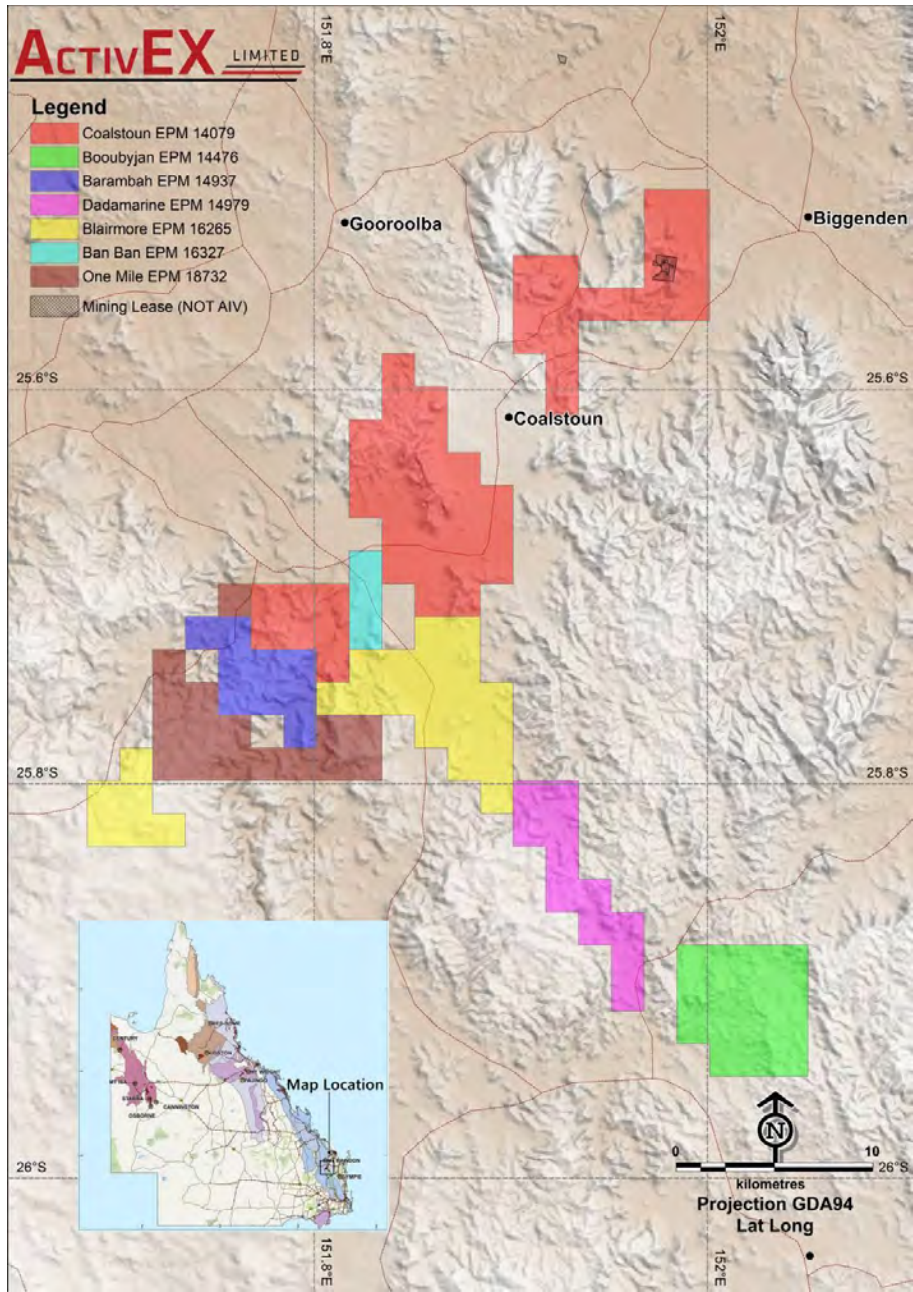 ACTIVEX LIMITED
Legend
Coalstoun EPM 14079
Booubyjan EPM 14476
Barambah EPM 14937
Dadamarine EPM 14979
Blairmore EPM 16265
Ban Ban EPM 16327
One Mile EPM 18732
Mining Lease (NOT AIV)
151.8°E
152°E
Gooroolba
Biggenden
25.6°S
25.6°S
Coalstoun
25.8°S
25.8°S
Map Location
CANNINGTON
OSBORNE
N
0 10
kilometres
Projection GDA94
Lat Long
26°S
26°S
151.8°E
152°E